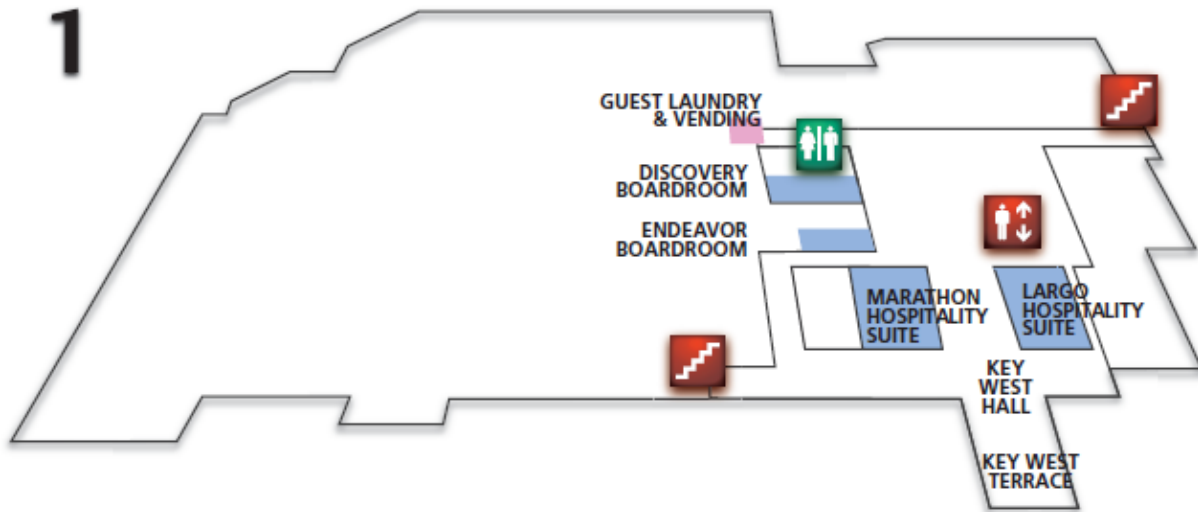 1
GUEST LAUNDRY
& VENDING
DISCOVERY
BOARDROOM
ENDEAVOR
BOARDROOM
MARATHON
HOSPITALITY
SUITE
LARGO
HOSPITALITY
SUITE
KEY
WEST
HALL
KEY WEST
TERRACE